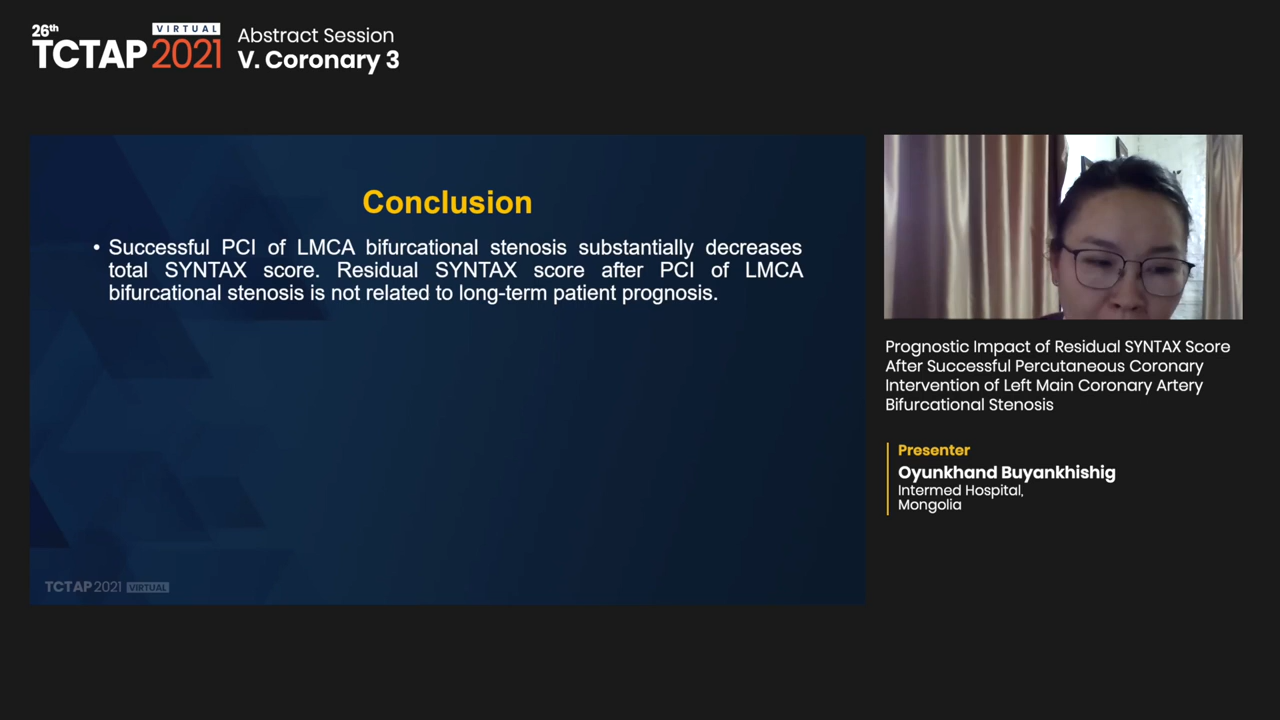 26th
TCTAP
VIRTUAL
2021
Abstract Session
V. Coronary 3
Conclusion
• Successful PCI of LMCA bifurcational stenosis substantially decreases
total SYNTAX score. Residual SYNTAX score after PCI of LMCA
bifurcational stenosis is not related to long-term patient prognosis.
TCTAP 2021 VIRTUAL
Prognostic Impact of Residual SYNTAX Score
After Successful Percutaneous Coronary
Intervention of Left Main Coronary Artery
Bifurcational Stenosis
Presenter
Oyunkhand Buyankhishig
Intermed Hospital,
Mongolia